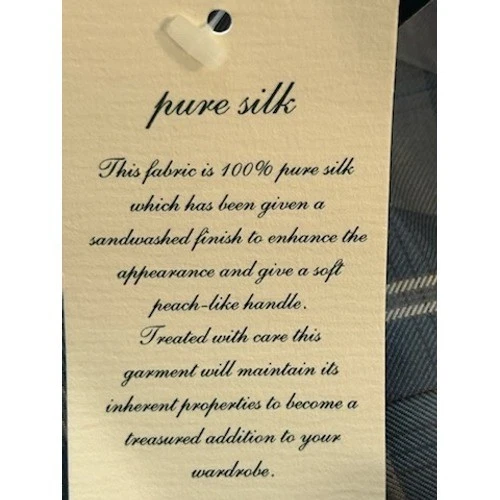 pure silk
This fabric is 100% pure silk
which has been given a
sandwashed finish to enhance the
appearance and give a soft
peach-like handle.
Treated with care this
garment will maintain its
inherent properties to become a
treasured addition to your
wardrobe.